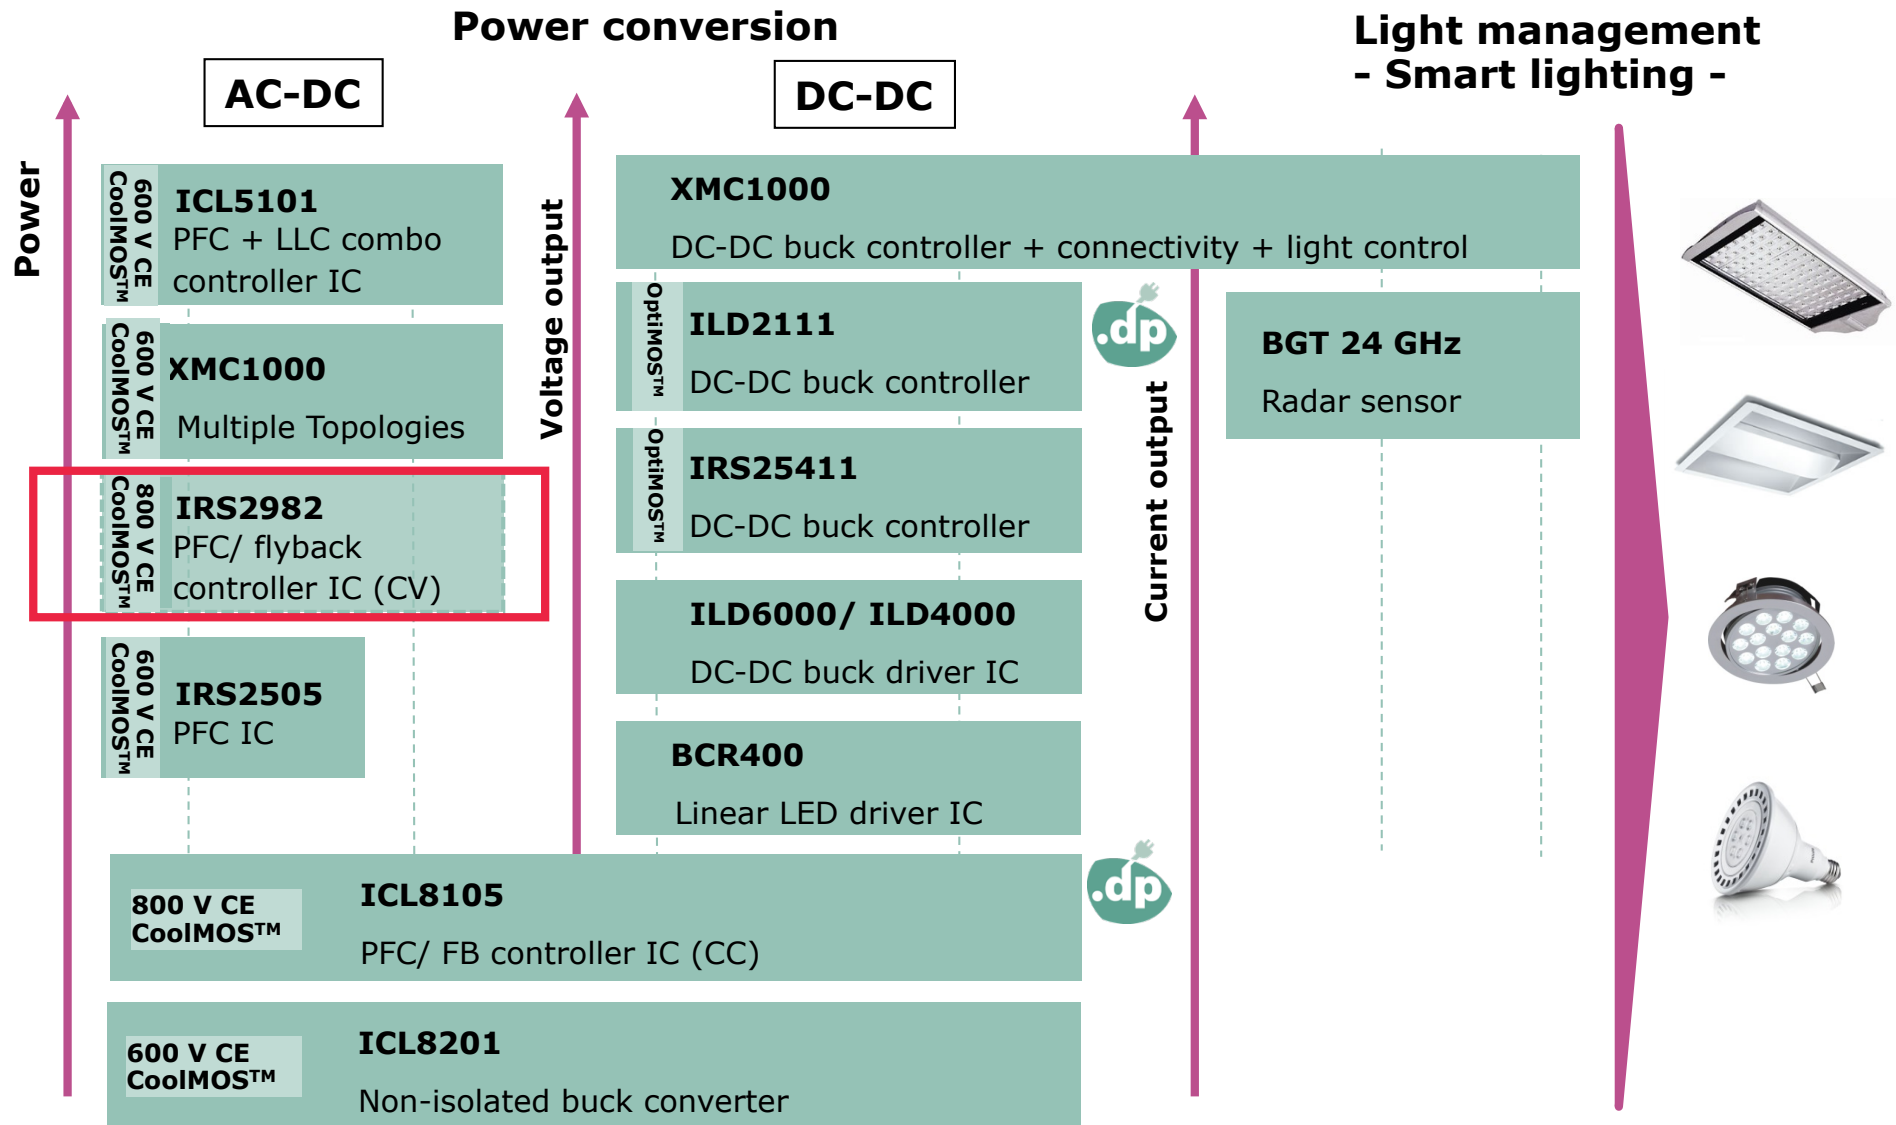 Power conversion
Light management
- Smart lighting -
AC-DC
DC-DC
Power
600 V CE
CoolMOS™
ICL5101
PFC + LLC combo
controller IC
600 V CE
CoolMOS™
XMC1000
Multiple Topologies
800 V CE
CoolMOS™
IRS2982
PFC/ flyback
controller IC (CV)
600 V CE
CoolMOS™
IRS2505
PFC IC
Voltage output
XMC1000
DC-DC buck controller + connectivity + light control
OptiMOS™
ILD2111
DC-DC buck controller
.dp
OptiMOS™
IRS25411
DC-DC buck controller
ILD6000/ ILD4000
DC-DC buck driver IC
BCR400
Linear LED driver IC
Current output
BGT 24 GHz
Radar sensor
800 V CE
CoolMOS™
ICL8105
PFC/ FB controller IC (CC)
.dp
600 V CE
CoolMOS™
ICL8201
Non-isolated buck converter